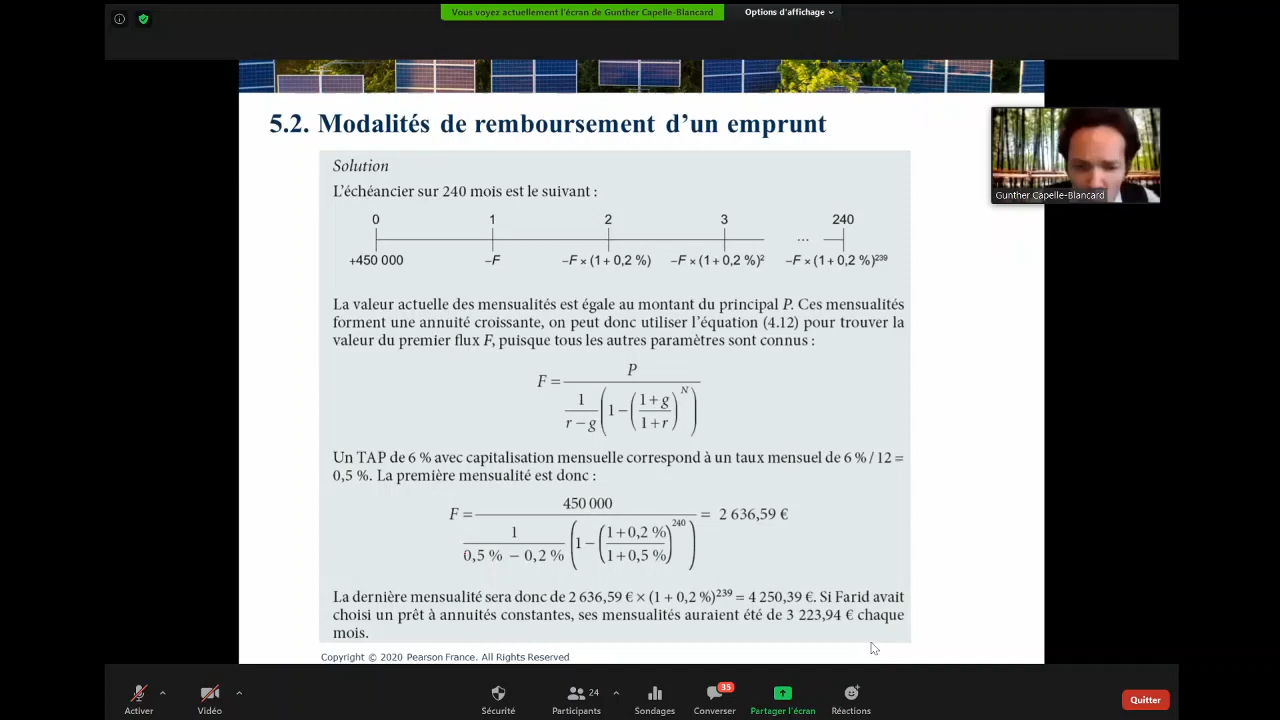 Vous voyez actuellement l'écran de Gunther Capelle-Blancard
Options d'affichage
5.2. Modalités de remboursement d'un emprunt
Gunther Capelle-Blancard
Solution
L'échéancier sur 240 mois est le suivant :
0 1 2 3 240
...
+450 000 –F –F × (1 + 0,2 %) –F × (1 + 0,2 %)² –F × (1 + 0,2 %)²³⁹
La valeur actuelle des mensualités est égale au montant du principal P. Ces mensualités
forment une annuité croissante, on peut donc utiliser l'équation (4.12) pour trouver la
valeur du premier flux F, puisque tous les autres paramètres sont connus :
F = P / (1/(r – g) (1 – ((1 + g)/(1 + r))^N))
Un TAP de 6 % avec capitalisation mensuelle correspond à un taux mensuel de 6 % / 12 =
0,5 %. La première mensualité est donc :
F = 450 000 / (1/(0,5 % – 0,2 %) (1 – ((1 + 0,2 %)/(1 + 0,5 %))^240)) = 2 636,59 €
La dernière mensualité sera donc de 2 636,59 € × (1 + 0,2 %)²³⁹ = 4 250,39 €. Si Farid avait
choisi un prêt à annuités constantes, ses mensualités auraient été de 3 223,94 € chaque
mois.
Copyright © 2020 Pearson France. All Rights Reserved
35
24
Activer Vidéo Sécurité Participants Sondages Converser Partager l'écran Réactions Quitter